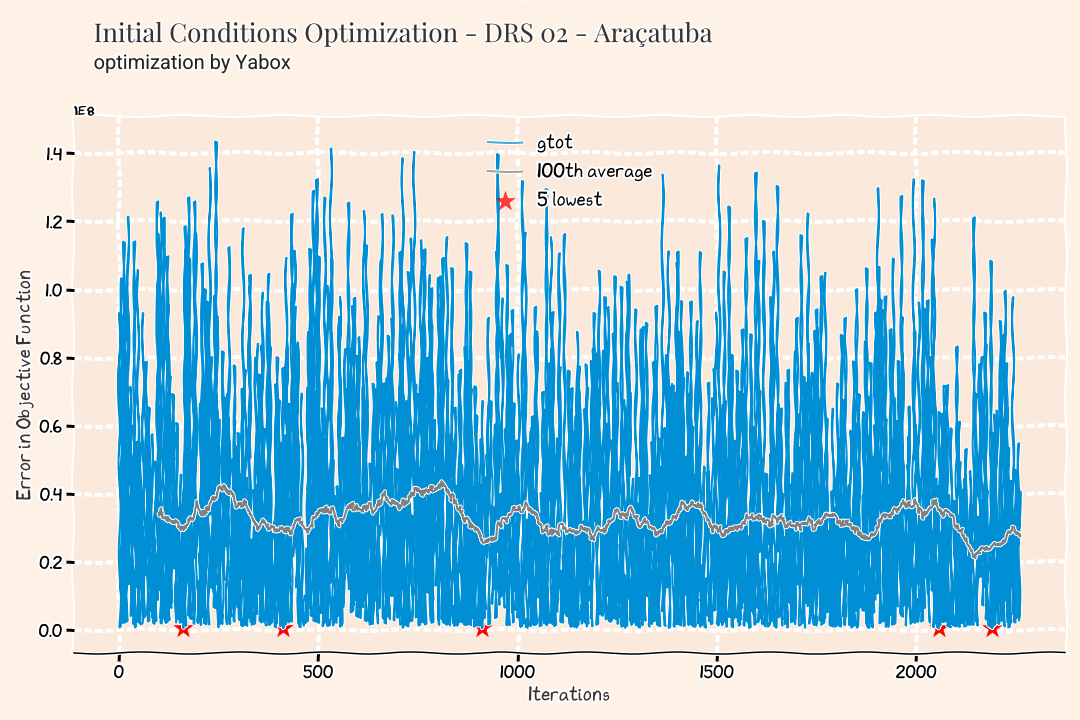 Initial Conditions Optimization - DRS 02 - Araçatuba
optimization by Yabox
1E8
gtot
100th average
5 lowest
1.4
1.2
1.0
0.8
0.6
0.4
0.2
0.0
Error in Objective Function
0 500 1000 1500 2000
Iterations